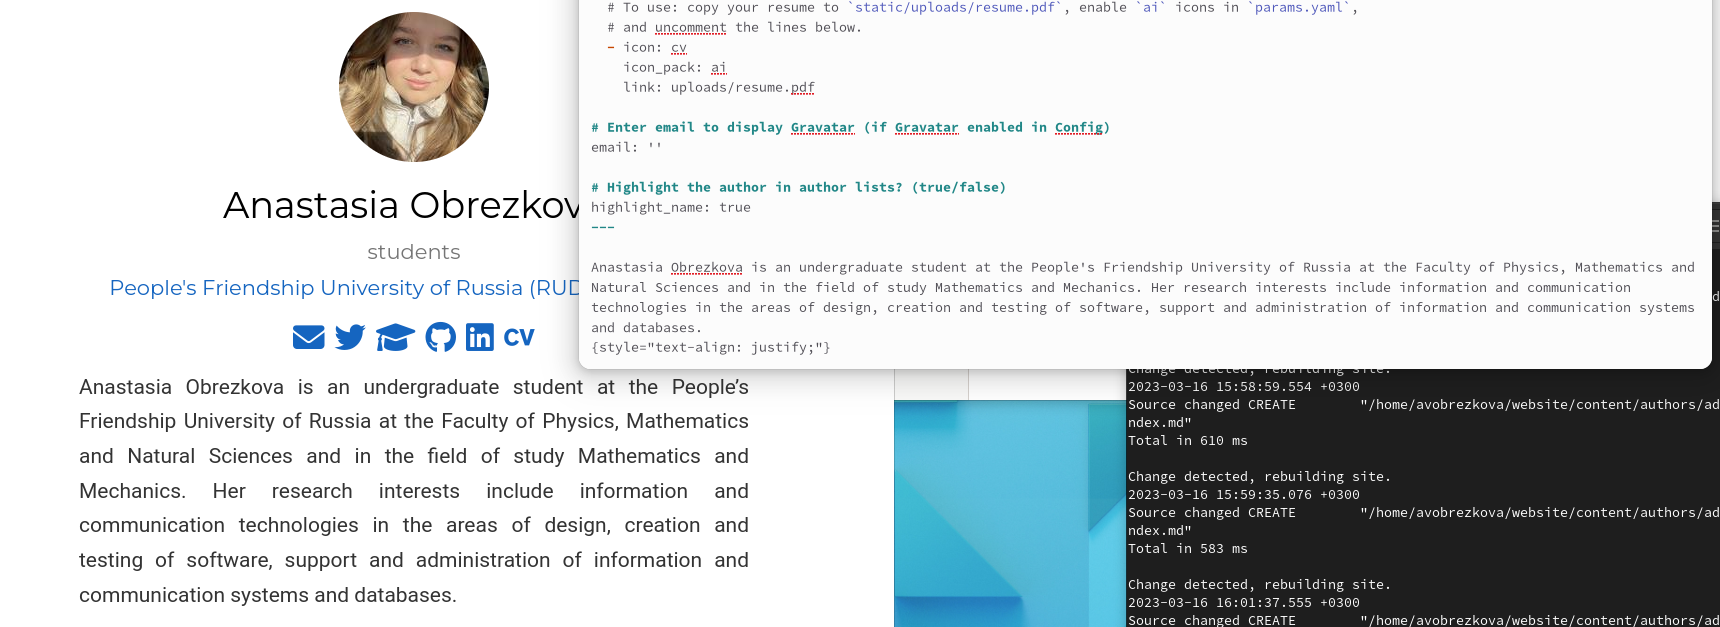 Anastasia Obrezkov
students
People's Friendship University of Russia (RUD
cv
Anastasia Obrezkova is an undergraduate student at the People’s
Friendship University of Russia at the Faculty of Physics, Mathematics
and Natural Sciences and in the field of study Mathematics and
Mechanics. Her research interests include information and
communication technologies in the areas of design, creation and
testing of software, support and administration of information and
communication systems and databases.
# To use: copy your resume to `static/uploads/resume.pdf`, enable `ai` icons in `params.yaml`,
# and uncomment the lines below.
- icon: cv
icon_pack: ai
link: uploads/resume.pdf
# Enter email to display Gravatar (if Gravatar enabled in Config)
email: ''
# Highlight the author in author lists? (true/false)
highlight_name: true
---
Anastasia Obrezkova is an undergraduate student at the People's Friendship University of Russia at the Faculty of Physics, Mathematics and
Natural Sciences and in the field of study Mathematics and Mechanics. Her research interests include information and communication
technologies in the areas of design, creation and testing of software, support and administration of information and communication systems
and databases.
{style="text-align: justify;"}
Change detected, rebuilding site.
2023-03-16 15:58:59.554 +0300
Source changed CREATE "/home/avobrezkova/website/content/authors/ad
ndex.md"
Total in 610 ms
Change detected, rebuilding site.
2023-03-16 15:59:35.076 +0300
Source changed CREATE "/home/avobrezkova/website/content/authors/ad
ndex.md"
Total in 583 ms
Change detected, rebuilding site.
2023-03-16 16:01:37.555 +0300
Source changed CREATE "/home/avobrezkova/website/content/authors/ad